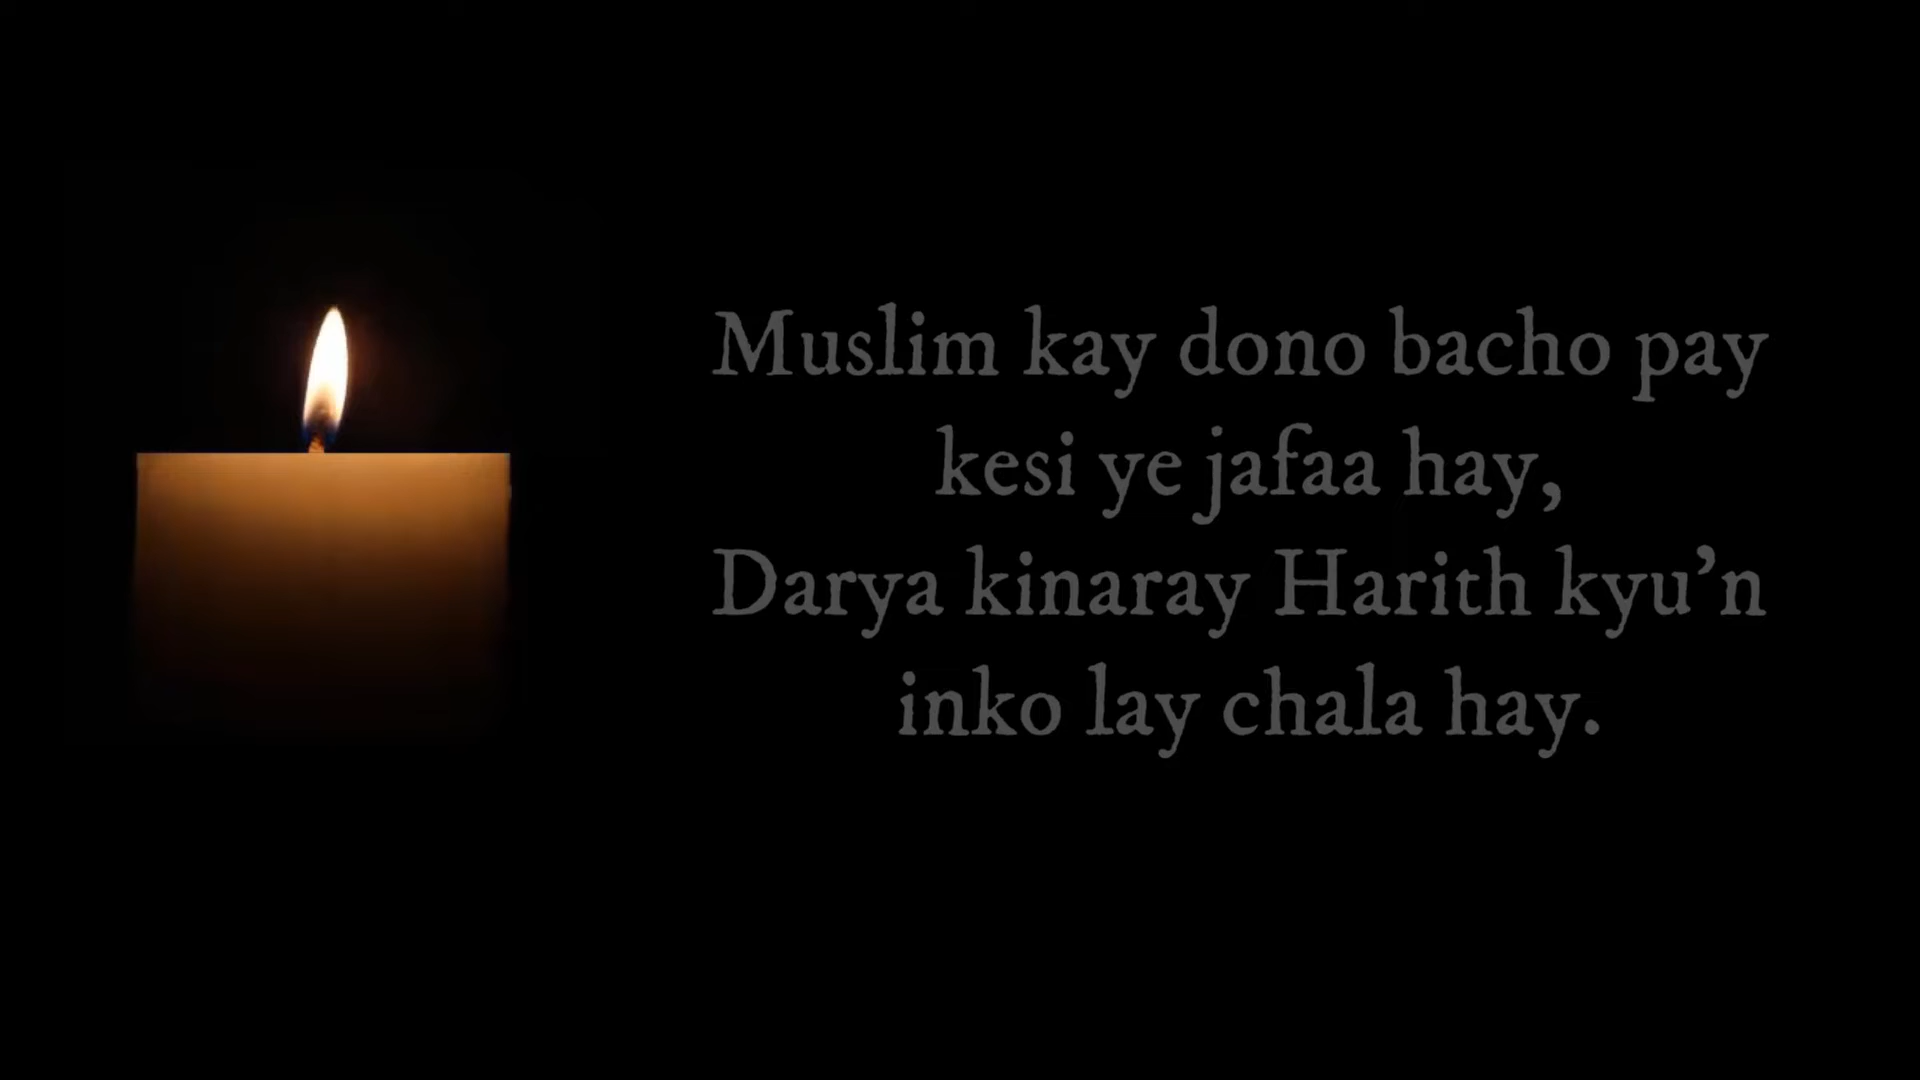 Muslim kay dono bacho pay
kesi ye jafaa hay,
Darya kinaray Harith kyu’n
inko lay chala hay.